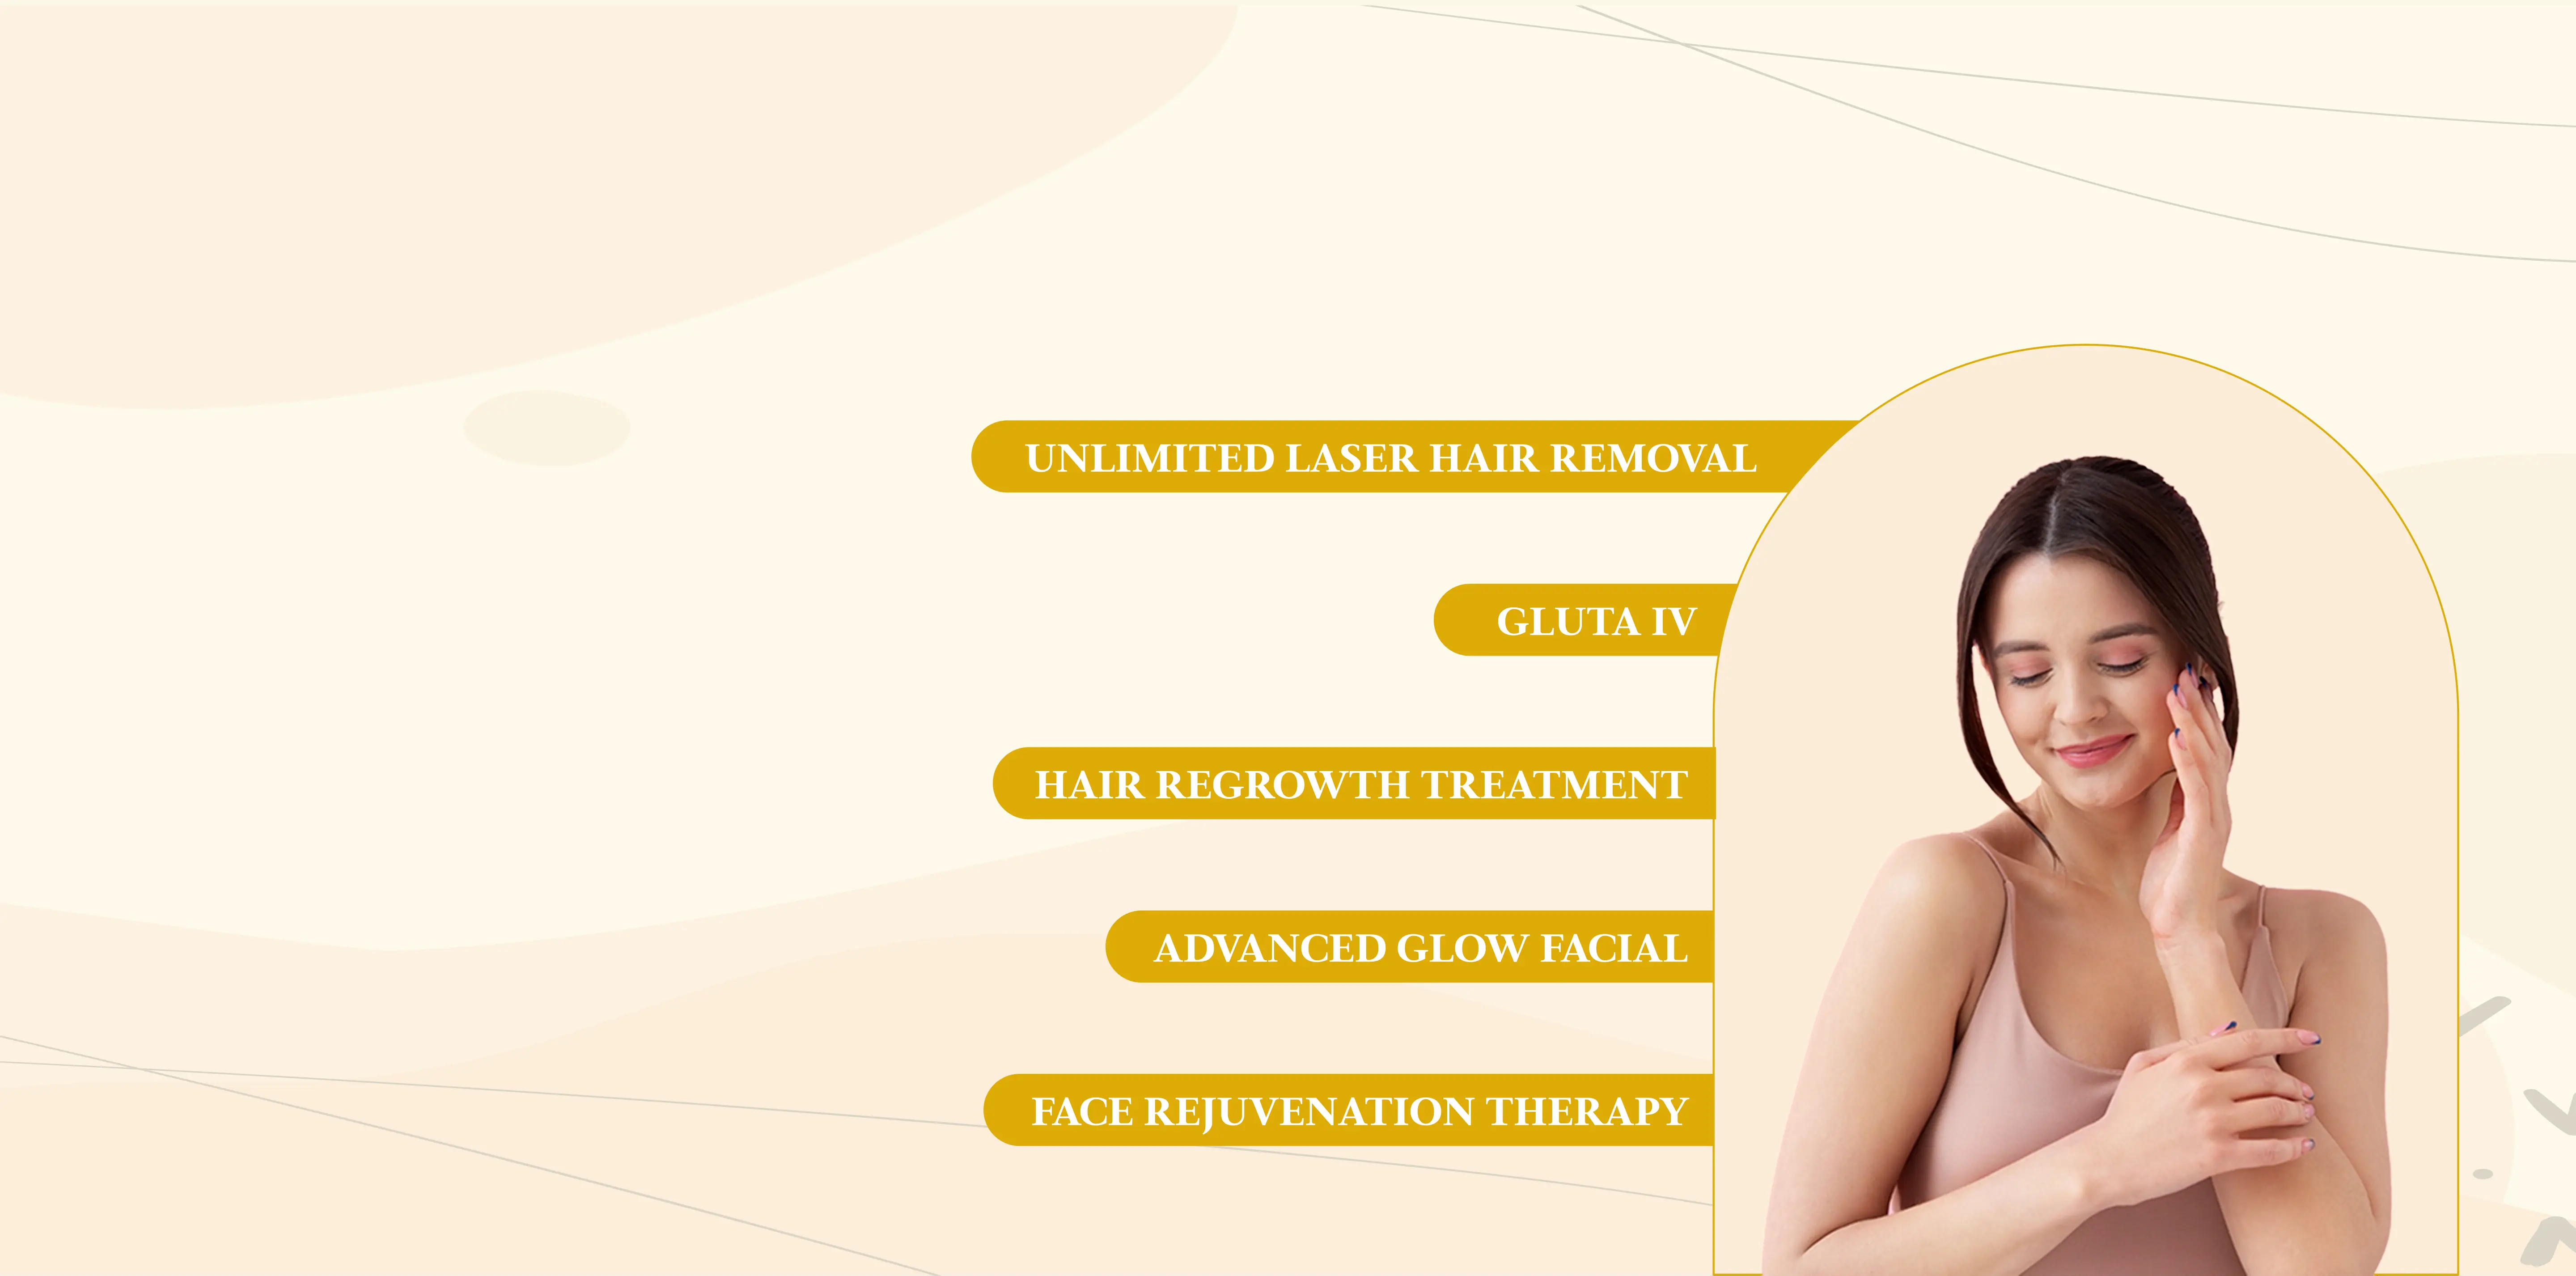 UNLIMITED LASER HAIR REMOVAL
GLUTA IV
HAIR REGROWTH TREATMENT
ADVANCED GLOW FACIAL
FACE REJUVENATION THERAPY